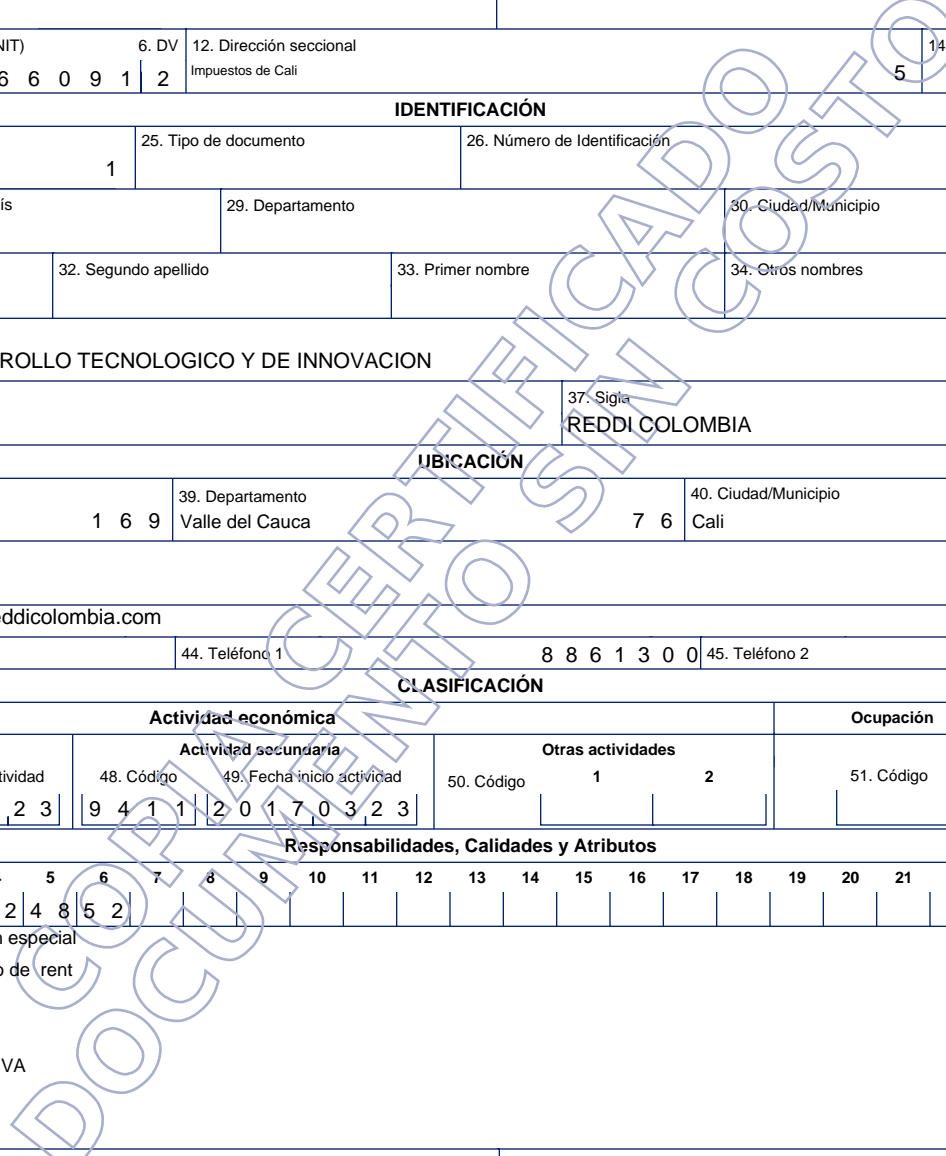 NIT) 6. DV 12. Dirección seccional 14
6 6 0 9 1 2 Impuestos de Cali 5
IDENTIFICACIÓN
25. Tipo de documento 26. Número de Identificación
1
ís 29. Departamento 30. Ciudad/Municipio
32. Segundo apellido 33. Primer nombre 34. Otros nombres
ROLLO TECNOLOGICO Y DE INNOVACION
37. Sigla
REDDI COLOMBIA
UBICACIÓN
39. Departamento 40. Ciudad/Municipio
1 6 9 Valle del Cauca 7 6 Cali
eddicolombia.com
44. Teléfono 1 8 8 6 1 3 0 0 45. Teléfono 2
CLASIFICACIÓN
Actividad económica Ocupación
Actividad secundaria Otras actividades
tividad 48. Código 49. Fecha inicio actividad 50. Código 1 2 51. Código
2 3 9 4 1 1 2 0 1 7 0 3 2 3
Responsabilidades, Calidades y Atributos
5 6 7 8 9 10 11 12 13 14 15 16 17 18 19 20 21
2 4 8 5 2
n especial
o de rent
VA
COPIA CERTIFICADO
DOCUMENTO SIN COSTO